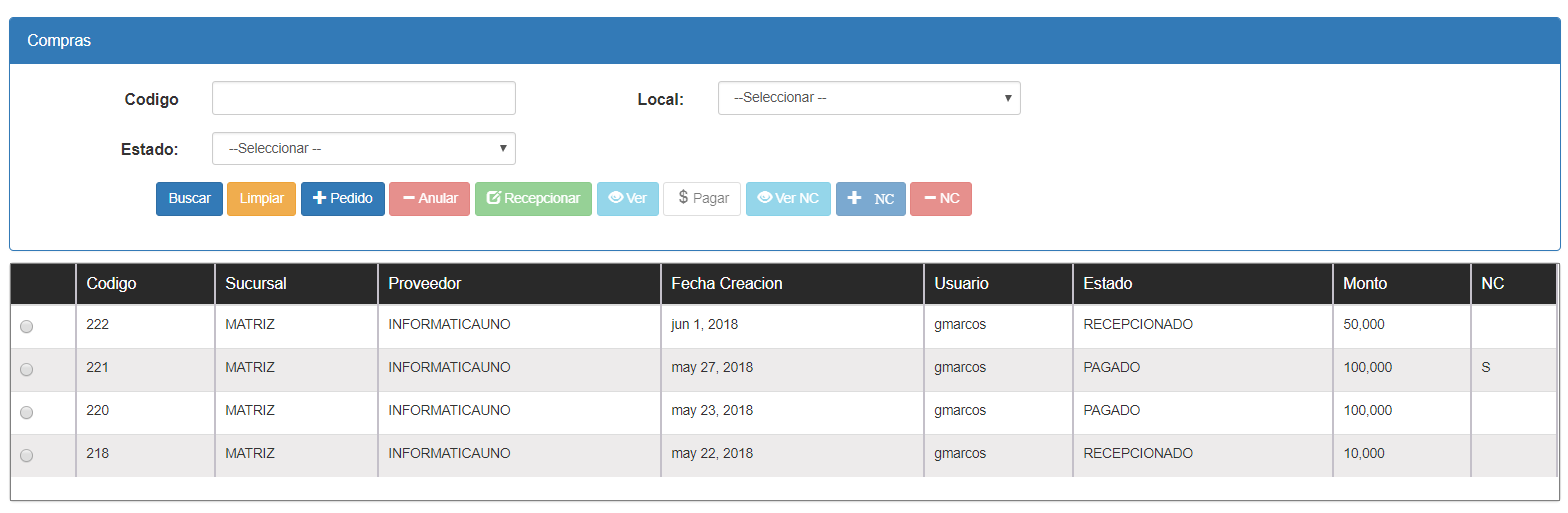 Compras
Codigo
Local: --Seleccionar --
Estado: --Seleccionar --
Buscar Limpiar Pedido Anular Recepcionar Ver $ Pagar Ver NC NC NC
Codigo Sucursal Proveedor Fecha Creacion Usuario Estado Monto NC
222 MATRIZ INFORMATICAUNO jun 1, 2018 gmarcos RECEPCIONADO 50,000
221 MATRIZ INFORMATICAUNO may 27, 2018 gmarcos PAGADO 100,000 S
220 MATRIZ INFORMATICAUNO may 23, 2018 gmarcos PAGADO 100,000
218 MATRIZ INFORMATICAUNO may 22, 2018 gmarcos RECEPCIONADO 10,000